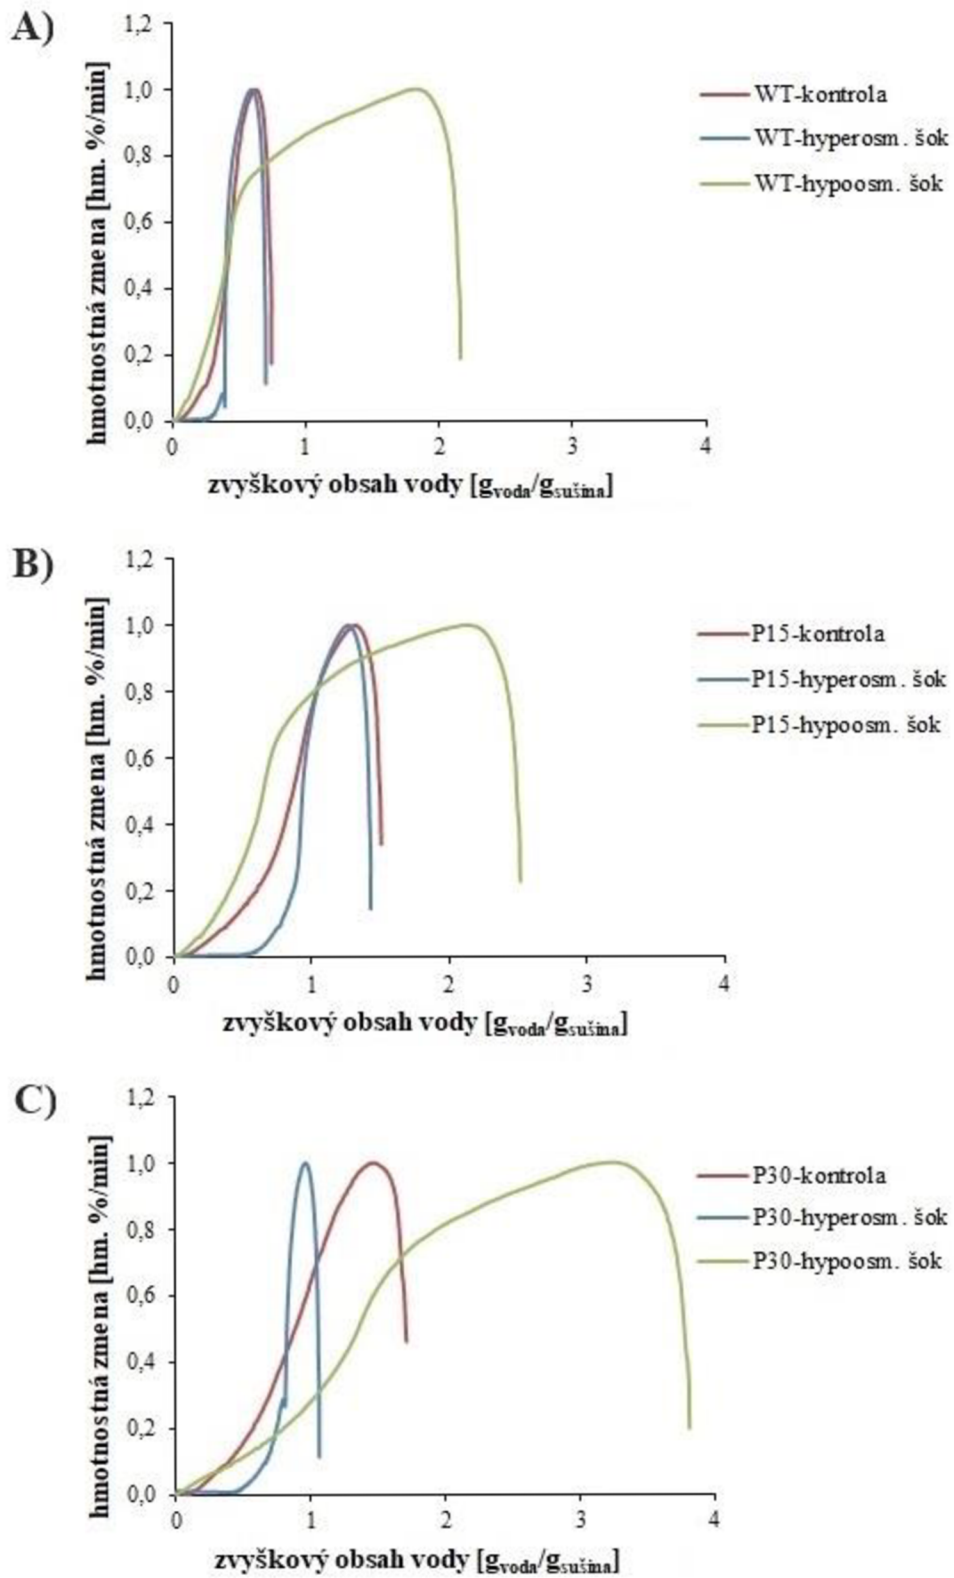 A)
1,2
1,0
0,8
0,6
0,4
0,2
0,0
hmotnostná zmena [hm. %/min]
0 1 2 3 4
zvyškový obsah vody [gvoda/gsušina]
WT-kontrola
WT-hyperosm. šok
WT-hypoosm. šok
B)
1,2
1,0
0,8
0,6
0,4
0,2
0,0
hmotnostná zmena [hm. %/min]
0 1 2 3 4
zvyškový obsah vody [gvoda/gsušina]
P15-kontrola
P15-hyperosm. šok
P15-hypoosm. šok
C)
1,2
1,0
0,8
0,6
0,4
0,2
0,0
hmotnostná zmena [hm. %/min]
0 1 2 3 4
zvyškový obsah vody [gvoda/gsušina]
P30-kontrola
P30-hyperosm. šok
P30-hypoosm. šok